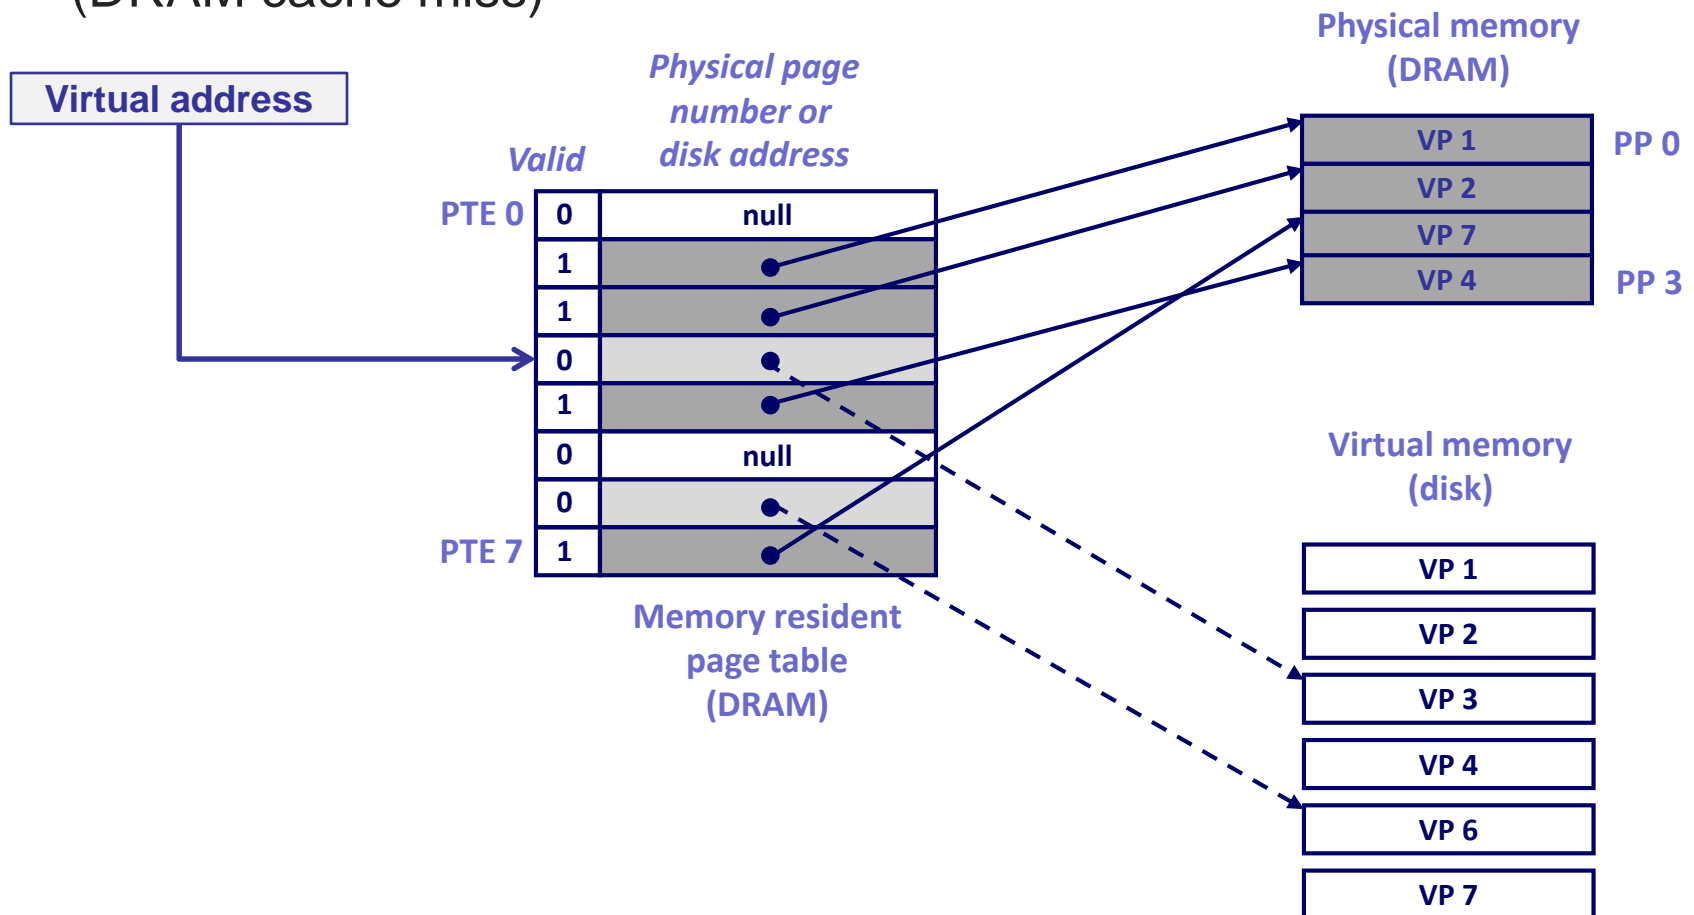 (DRAM cache miss)
Virtual address
Physical page
number or
disk address
Valid
PTE 0
0
null
1
1
0
1
0
null
0
PTE 7
1
Memory resident
page table
(DRAM)
Physical memory
(DRAM)
VP 1
PP 0
VP 2
VP 7
VP 4
PP 3
Virtual memory
(disk)
VP 1
VP 2
VP 3
VP 4
VP 6
VP 7